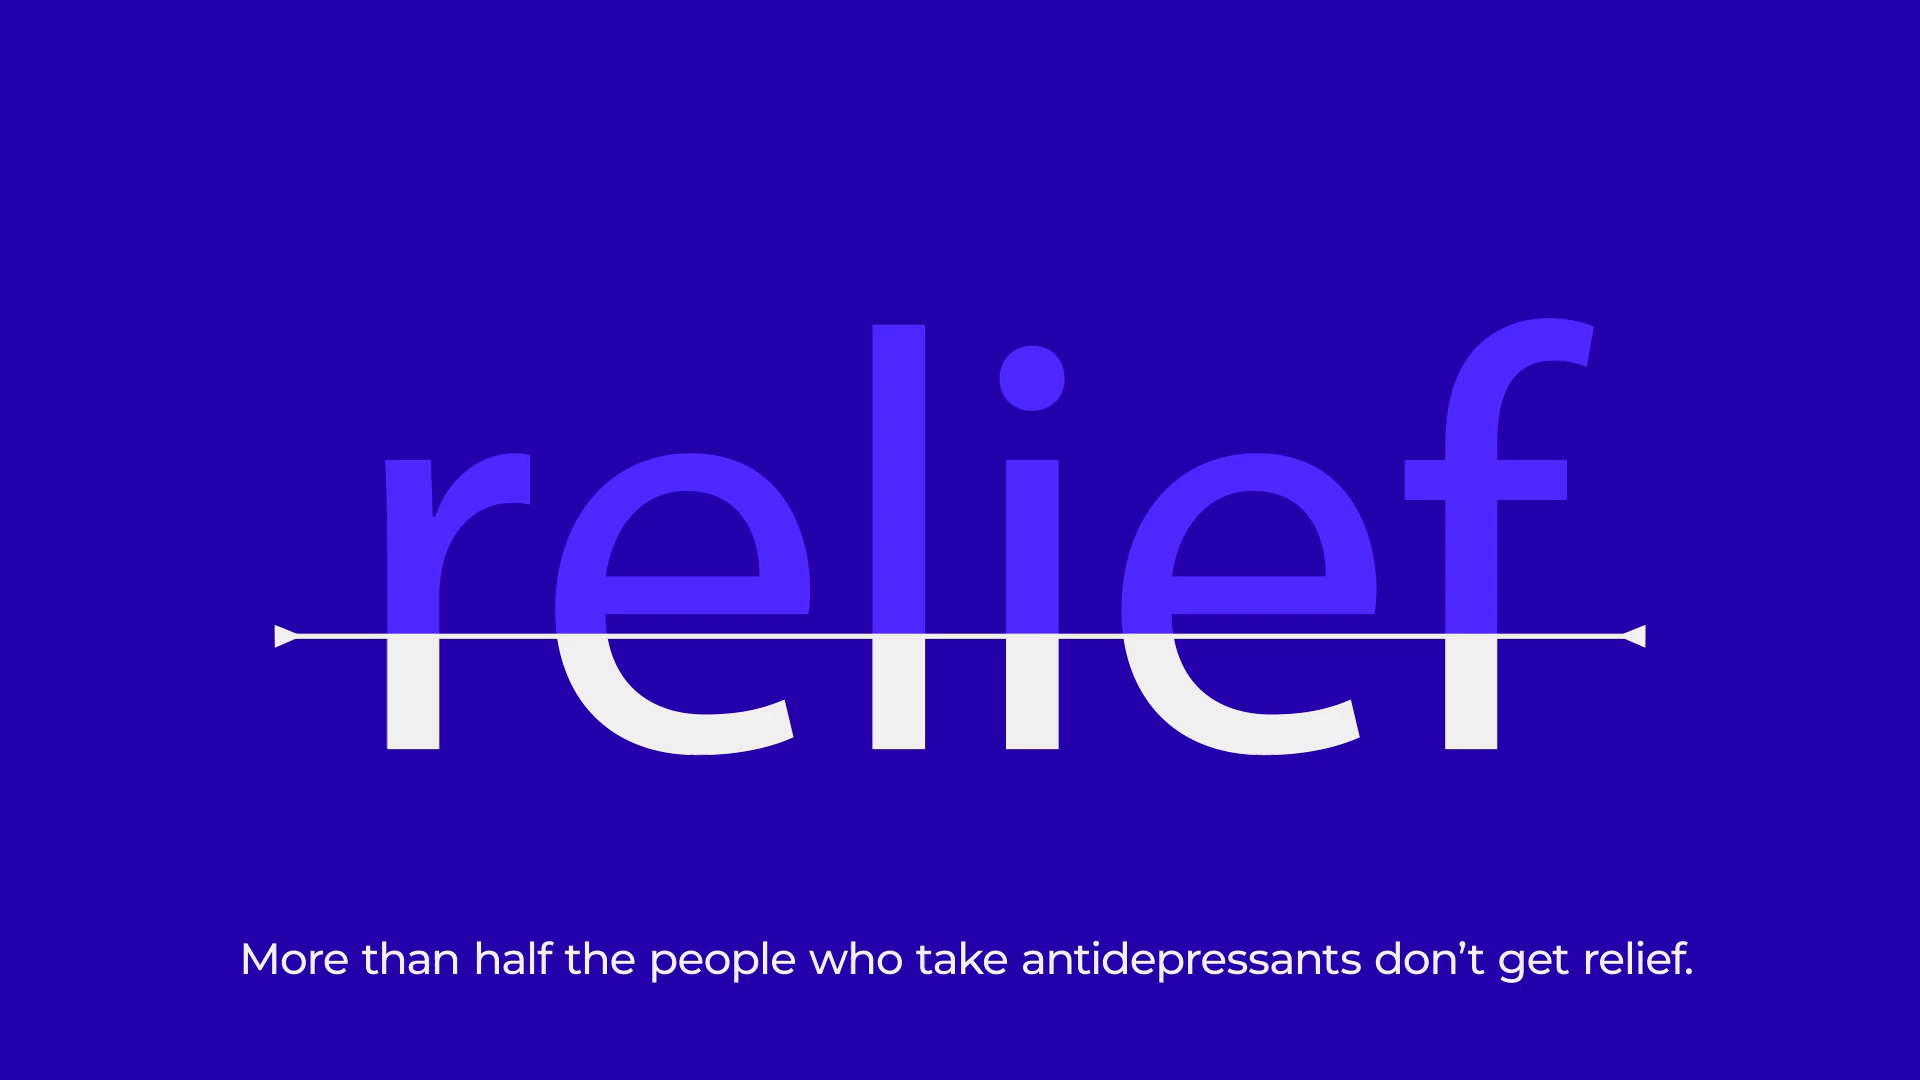 relief
More than half the people who take antidepressants don’t get relief.